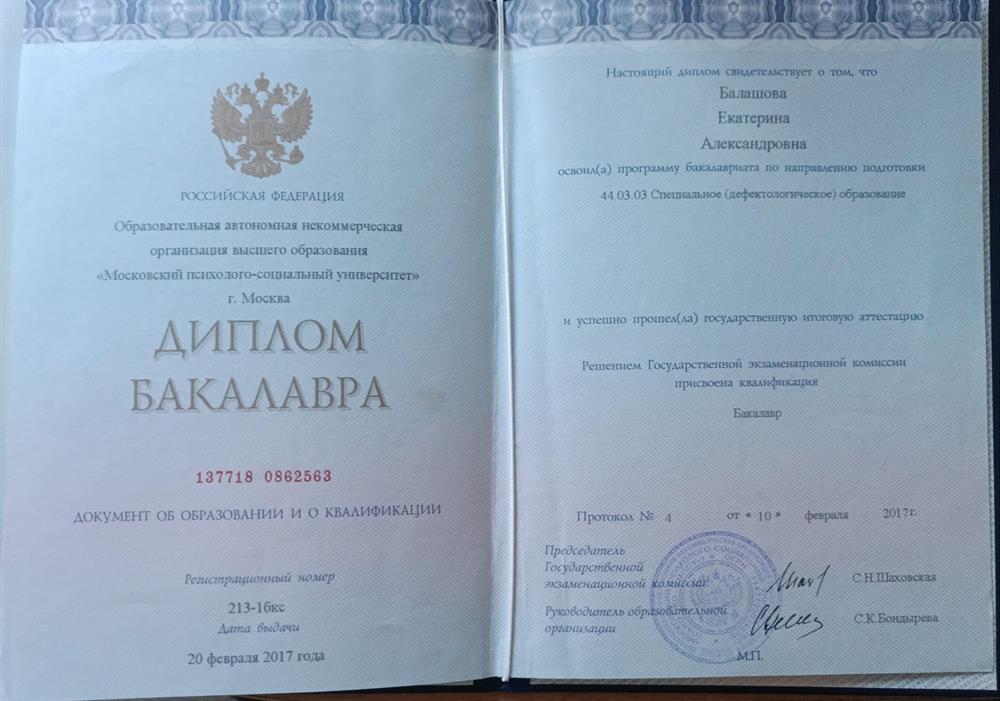 РОССИЙСКАЯ ФЕДЕРАЦИЯ
Образовательная автономная некоммерческая
организация высшего образования
«Московский психолого-социальный университет»
г. Москва
ДИПЛОМ
БАКАЛАВРА
137718 0862563
ДОКУМЕНТ ОБ ОБРАЗОВАНИИ И О КВАЛИФИКАЦИИ
Регистрационный номер
213-1бкс
Дата выдачи
20 февраля 2017 года
Настоящий диплом свидетельствует о том, что
Балашова
Екатерина
Александровна
освоил(а) программу бакалавриата по направлению подготовки
44.03.03 Специальное (дефектологическое) образование
и успешно прошел(ла) государственную итоговую аттестацию
Решением Государственной экзаменационной комиссии
присвоена квалификация
Бакалавр
Протокол № 4 от « 10 » февраля 2017г.
Председатель
Государственной
экзаменационной комиссии
С.Н.Шаховская
Руководитель образовательной
организации
С.К.Бондырева
М.П.